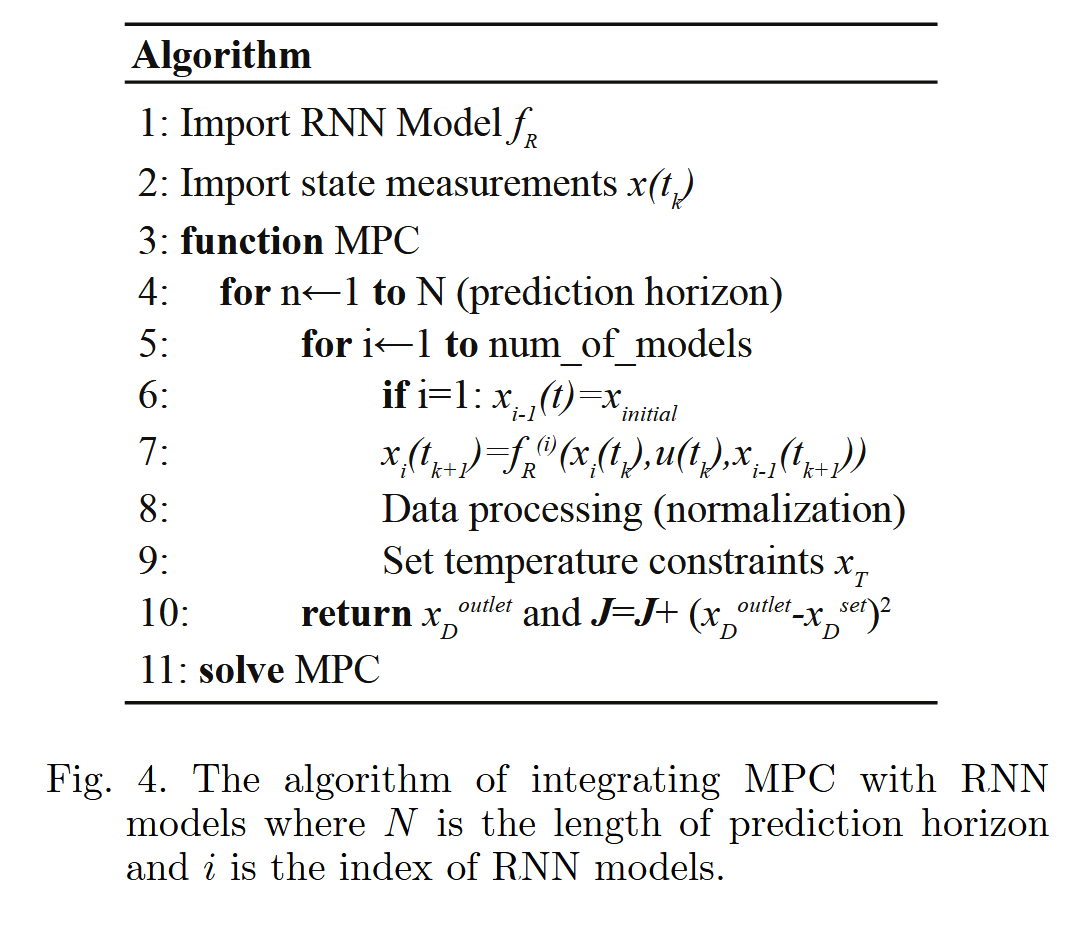 Algorithm
1: Import RNN Model f_R
2: Import state measurements x(t_k)
3: function MPC
4: for n←1 to N (prediction horizon)
5: for i←1 to num_of_models
6: if i=1: x_{i-1}(t)=x_{initial}
7: x_i(t_{k+1})=f_R^{(i)}(x_i(t_k),u(t_k),x_{i-1}(t_{k+1}))
8: Data processing (normalization)
9: Set temperature constraints x_T
10: return x_D^{outlet} and J=J+ (x_D^{outlet}-x_D^{set})^2
11: solve MPC
Fig. 4. The algorithm of integrating MPC with RNN
models where N is the length of prediction horizon
and i is the index of RNN models.